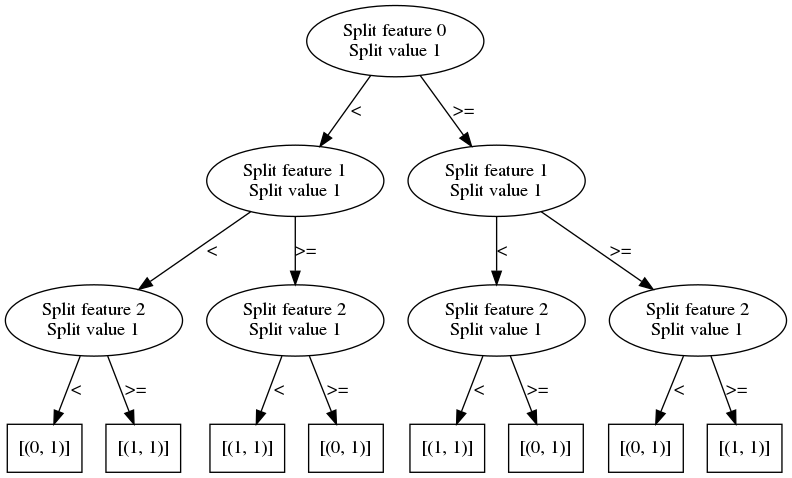 Split feature 0
Split value 1
<
>=
Split feature 1
Split value 1
Split feature 1
Split value 1
<
>=
<
>=
Split feature 2
Split value 1
Split feature 2
Split value 1
Split feature 2
Split value 1
Split feature 2
Split value 1
<
>=
<
>=
<
>=
<
>=
[(0, 1)]
[(1, 1)]
[(1, 1)]
[(0, 1)]
[(1, 1)]
[(0, 1)]
[(0, 1)]
[(1, 1)]